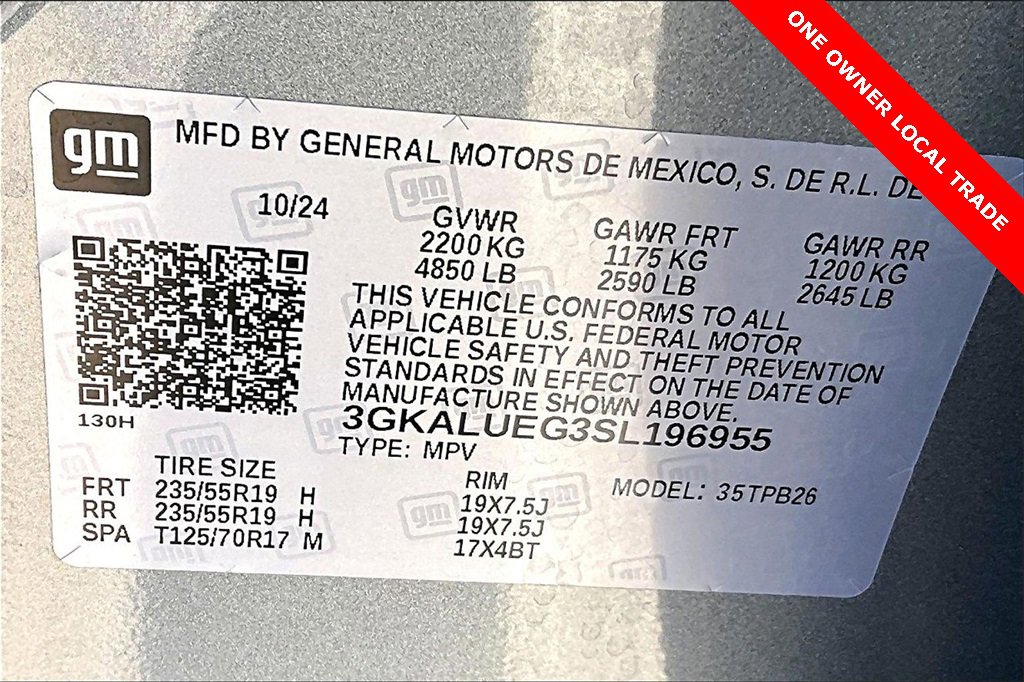 ONE OWNER LOCAL TRADE
gm
MFD BY GENERAL MOTORS DE MEXICO, S. DE R.L. DE
10/24
GVWR GAWR FRT GAWR RR
2200 KG 1175 KG 1200 KG
4850 LB 2590 LB 2645 LB
THIS VEHICLE CONFORMS TO ALL
APPLICABLE U.S. FEDERAL MOTOR
VEHICLE SAFETY AND THEFT PREVENTION
STANDARDS IN EFFECT ON THE DATE OF
MANUFACTURE SHOWN ABOVE.
130H
3GKALUEG3SL196955
TYPE: MPV
TIRE SIZE RIM MODEL: 35TPB26
FRT 235/55R19 H 19X7.5J
RR 235/55R19 H 19X7.5J
SPA T125/70R17 M 17X4BT